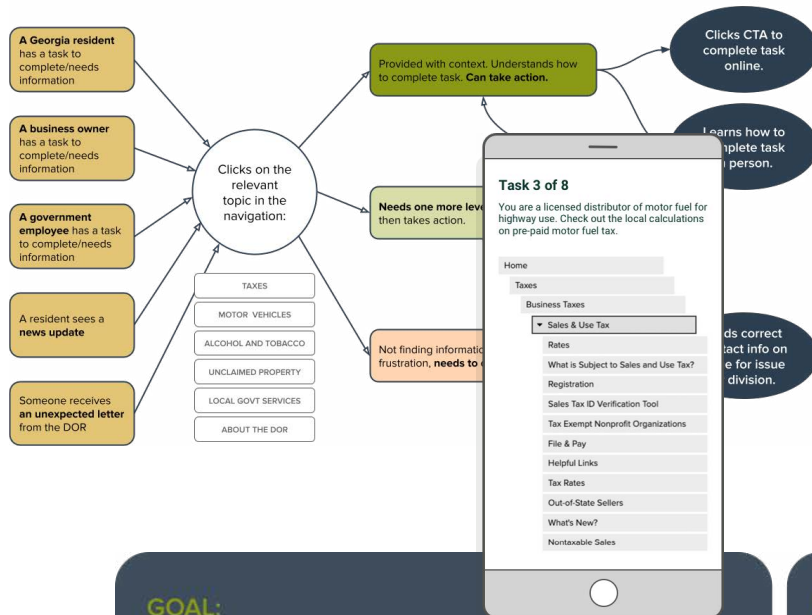 A Georgia resident
has a task to
complete/needs
information
A business owner
has a task to
complete/needs
information
A government
employee has a task
to complete/needs
information
A resident sees a
news update
Someone receives
an unexpected letter
from the DOR
Clicks on the
relevant
topic in the
navigation:
TAXES
MOTOR VEHICLES
ALCOHOL AND TOBACCO
UNCLAIMED PROPERTY
LOCAL GOVT SERVICES
ABOUT THE DOR
Provided with context. Understands how
to complete task. Can take action.
Needs one more
then takes action.
Not finding
frustration, needs to
Clicks CTA to
complete task
online.
Learns how to
task
person.
correct
info on
for issue
division.
Task 3 of 8
You are a licensed distributor of motor fuel for
highway use. Check out the local calculations
on pre-paid motor fuel tax.
Home
Taxes
Business Taxes
Sales & Use Tax
Rates
What is Subject to Sales and Use Tax?
Registration
Sales Tax ID Verification Tool
Tax Exempt Nonprofit Organizations
File & Pay
Helpful Links
Tax Rates
Out-of-State Sellers
What's New?
Nontaxable Sales
GOAL: